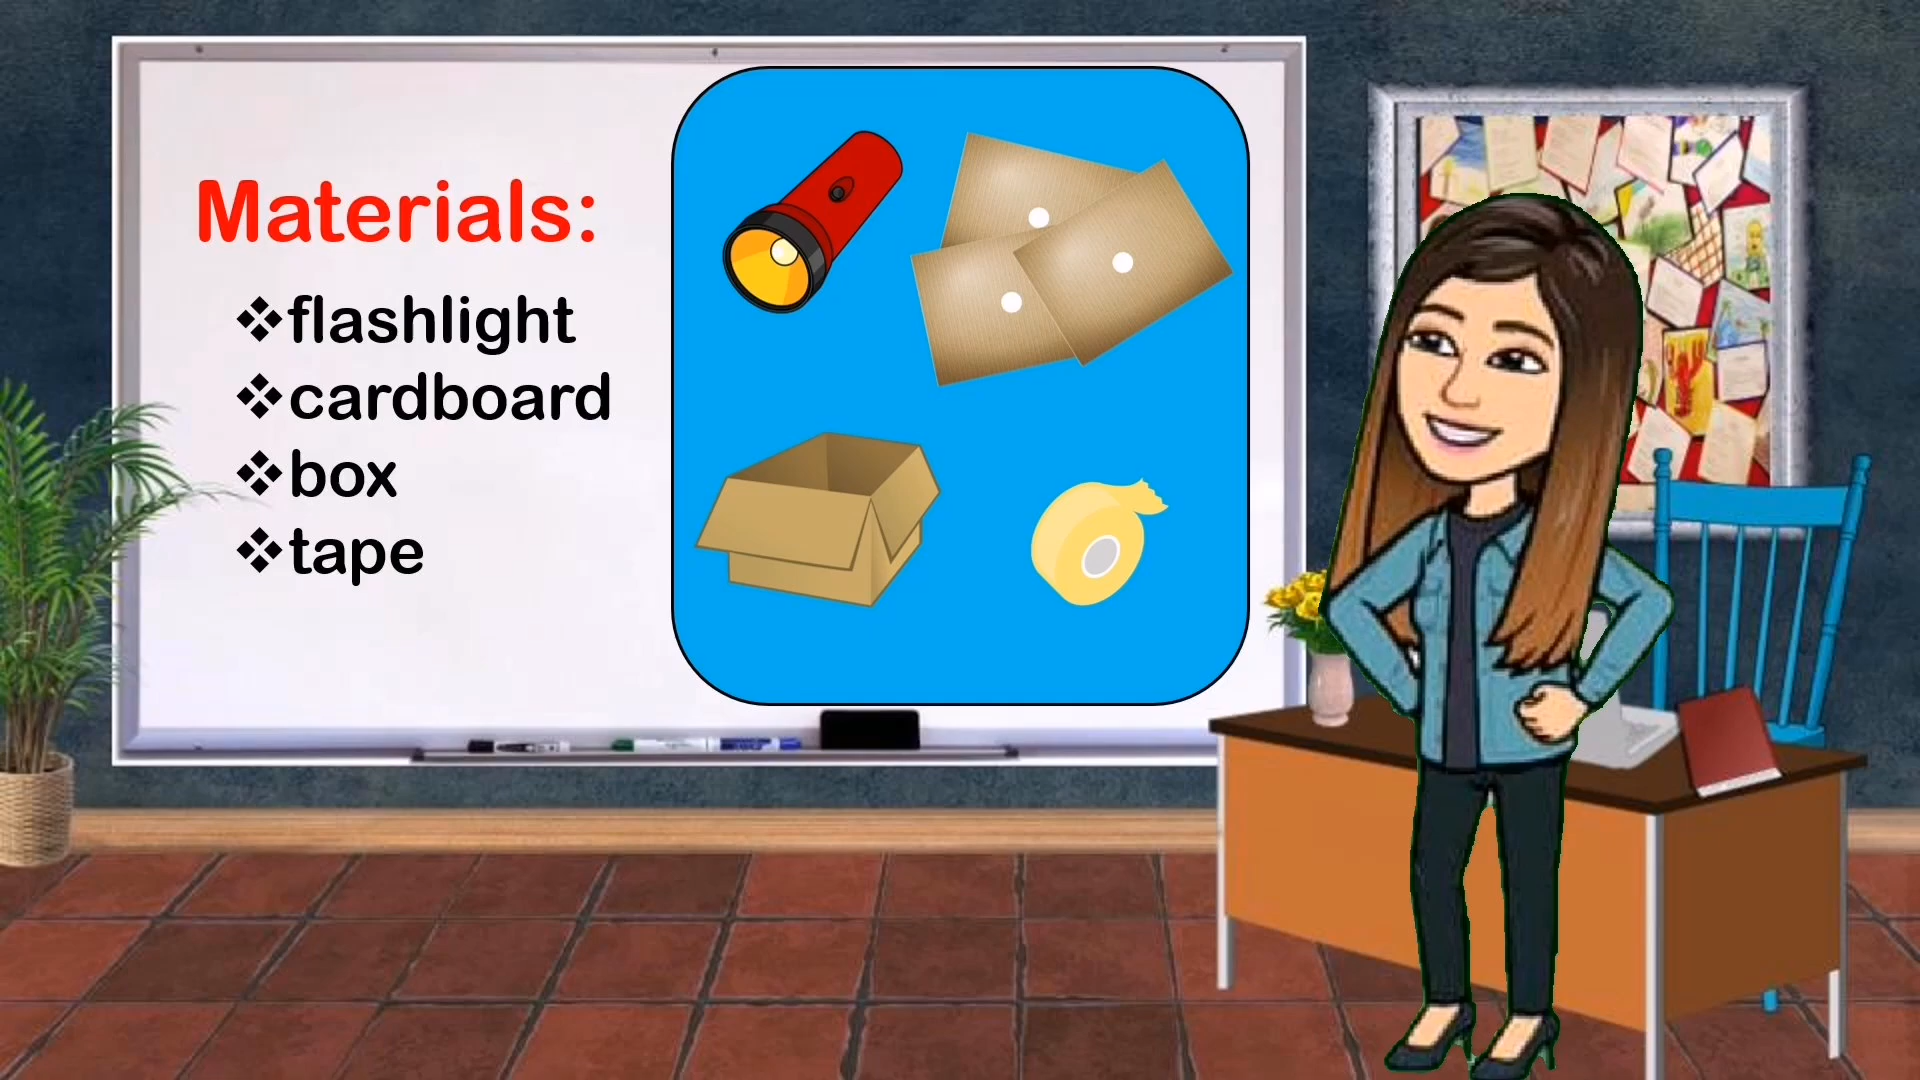 Materials:
❖flashlight
❖cardboard
❖box
❖tape